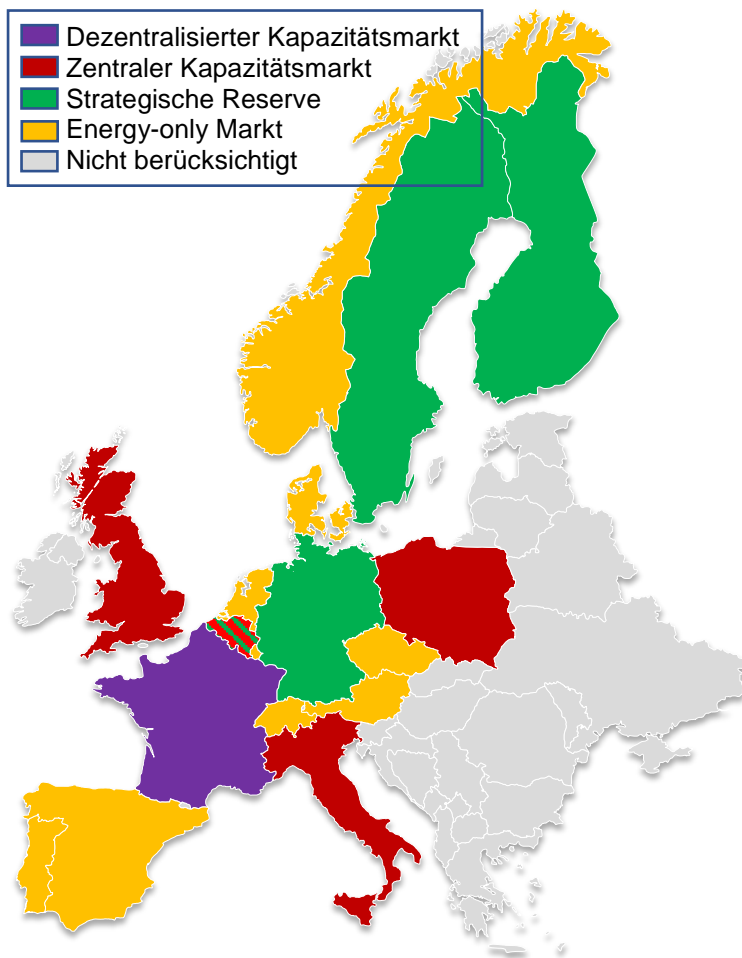 Dezentralisierter Kapazitätsmarkt
Zentraler Kapazitätsmarkt
Strategische Reserve
Energy-only Markt
Nicht berücksichtigt